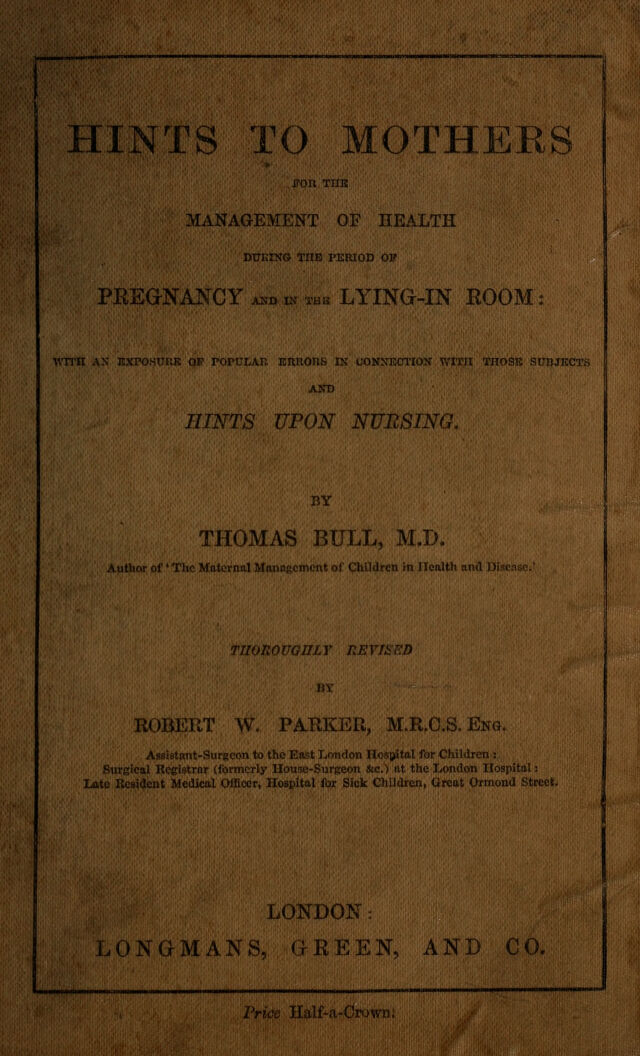 HINTS TO MOTHERS
FOR THE
MANAGEMENT OF HEALTH
DURING THE PERIOD OF
PREGNANCY AND IN THE LYING-IN ROOM:
WITH AN EXPOSURE OF POPULAR ERRORS IN CONNECTION WITH THOSE SUBJECTS
AND
HINTS UPON NURSING.
BY
THOMAS BULL, M.D.
Author of 'The Maternal Management of Children in Health and Disease.'
THOROUGHLY REVISED
BY
ROBERT W. PARKER, M.R.C.S. ENG.
Assistant-Surgeon to the East London Hospital for Children:
Surgical Registrar (formerly House-Surgeon &c.) at the London Hospital:
Late Resident Medical Officer, Hospital for Sick Children, Great Ormond Street.
LONDON:
LONGMANS, GREEN, AND CO.
Price Half-a-Crown.